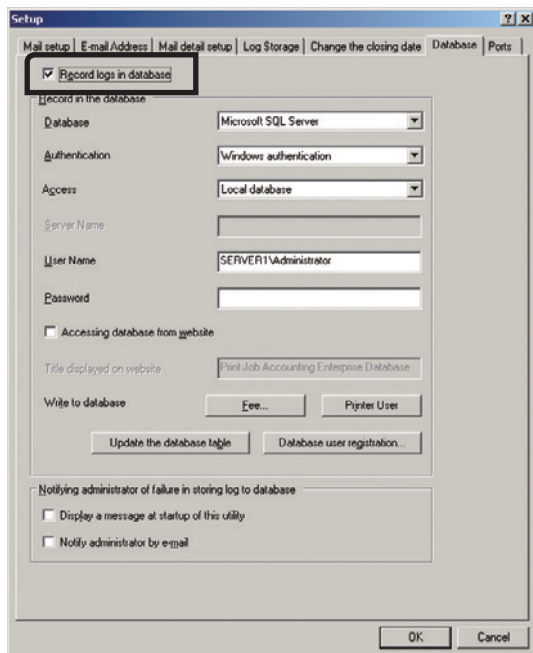 Setup
Mail setup E-mail Address Mail detail setup Log Storage Change the closing date Database Ports
Record logs in database
Record in the database
Database Microsoft SQL Server
Authentication Windows authentication
Access Local database
Server Name
User Name SERVER1\Administrator
Password
Accessing database from website
Title displayed on website Print Job Accounting Enterprise Database
Write to database Fee... Printer User
Update the database table Database user registration...
Notifying administrator of failure in storing log to database
Display a message at startup of this utility
Notify administrator by e-mail
OK Cancel